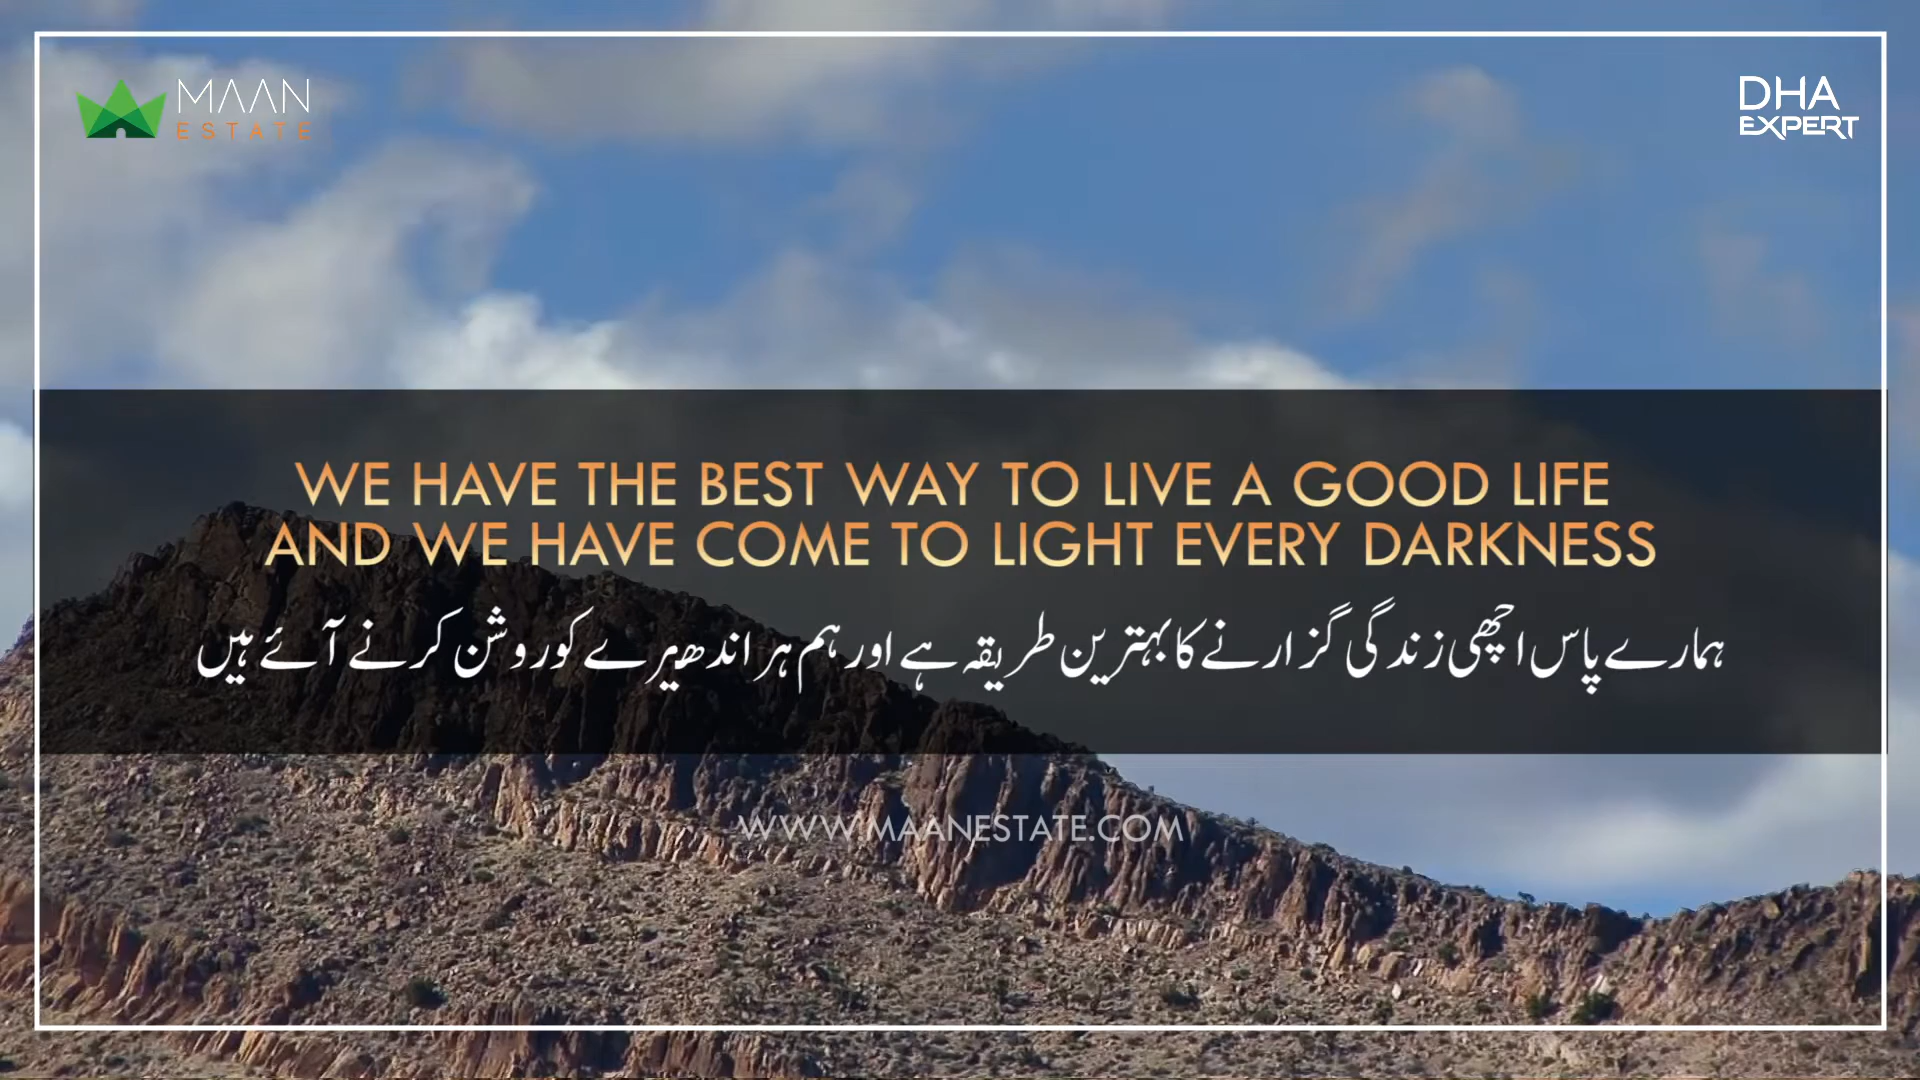 MAAN
ESTATE
DHA
EXPERT
WE HAVE THE BEST WAY TO LIVE A GOOD LIFE
AND WE HAVE COME TO LIGHT EVERY DARKNESS
ہمارے پاس اچھی زندگی گزارنے کا بہترین طریقہ ہے اور ہم ہر اندھیرے کو روشن کرنے آئے ہیں
WWW.MAANESTATE.COM